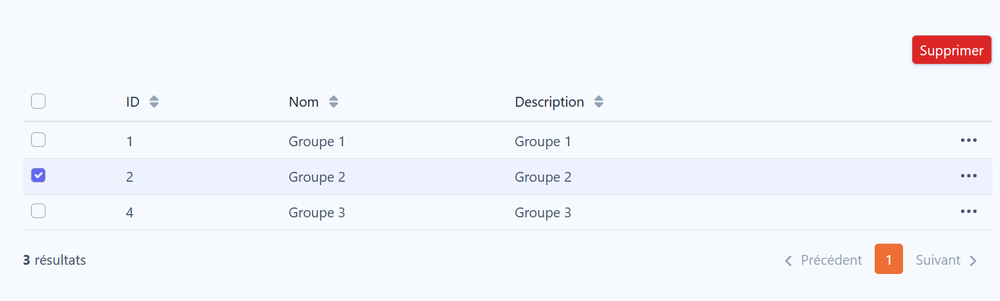 Supprimer
ID Nom Description
1 Groupe 1 Groupe 1
2 Groupe 2 Groupe 2
4 Groupe 3 Groupe 3
3 résultats Précédent 1 Suivant